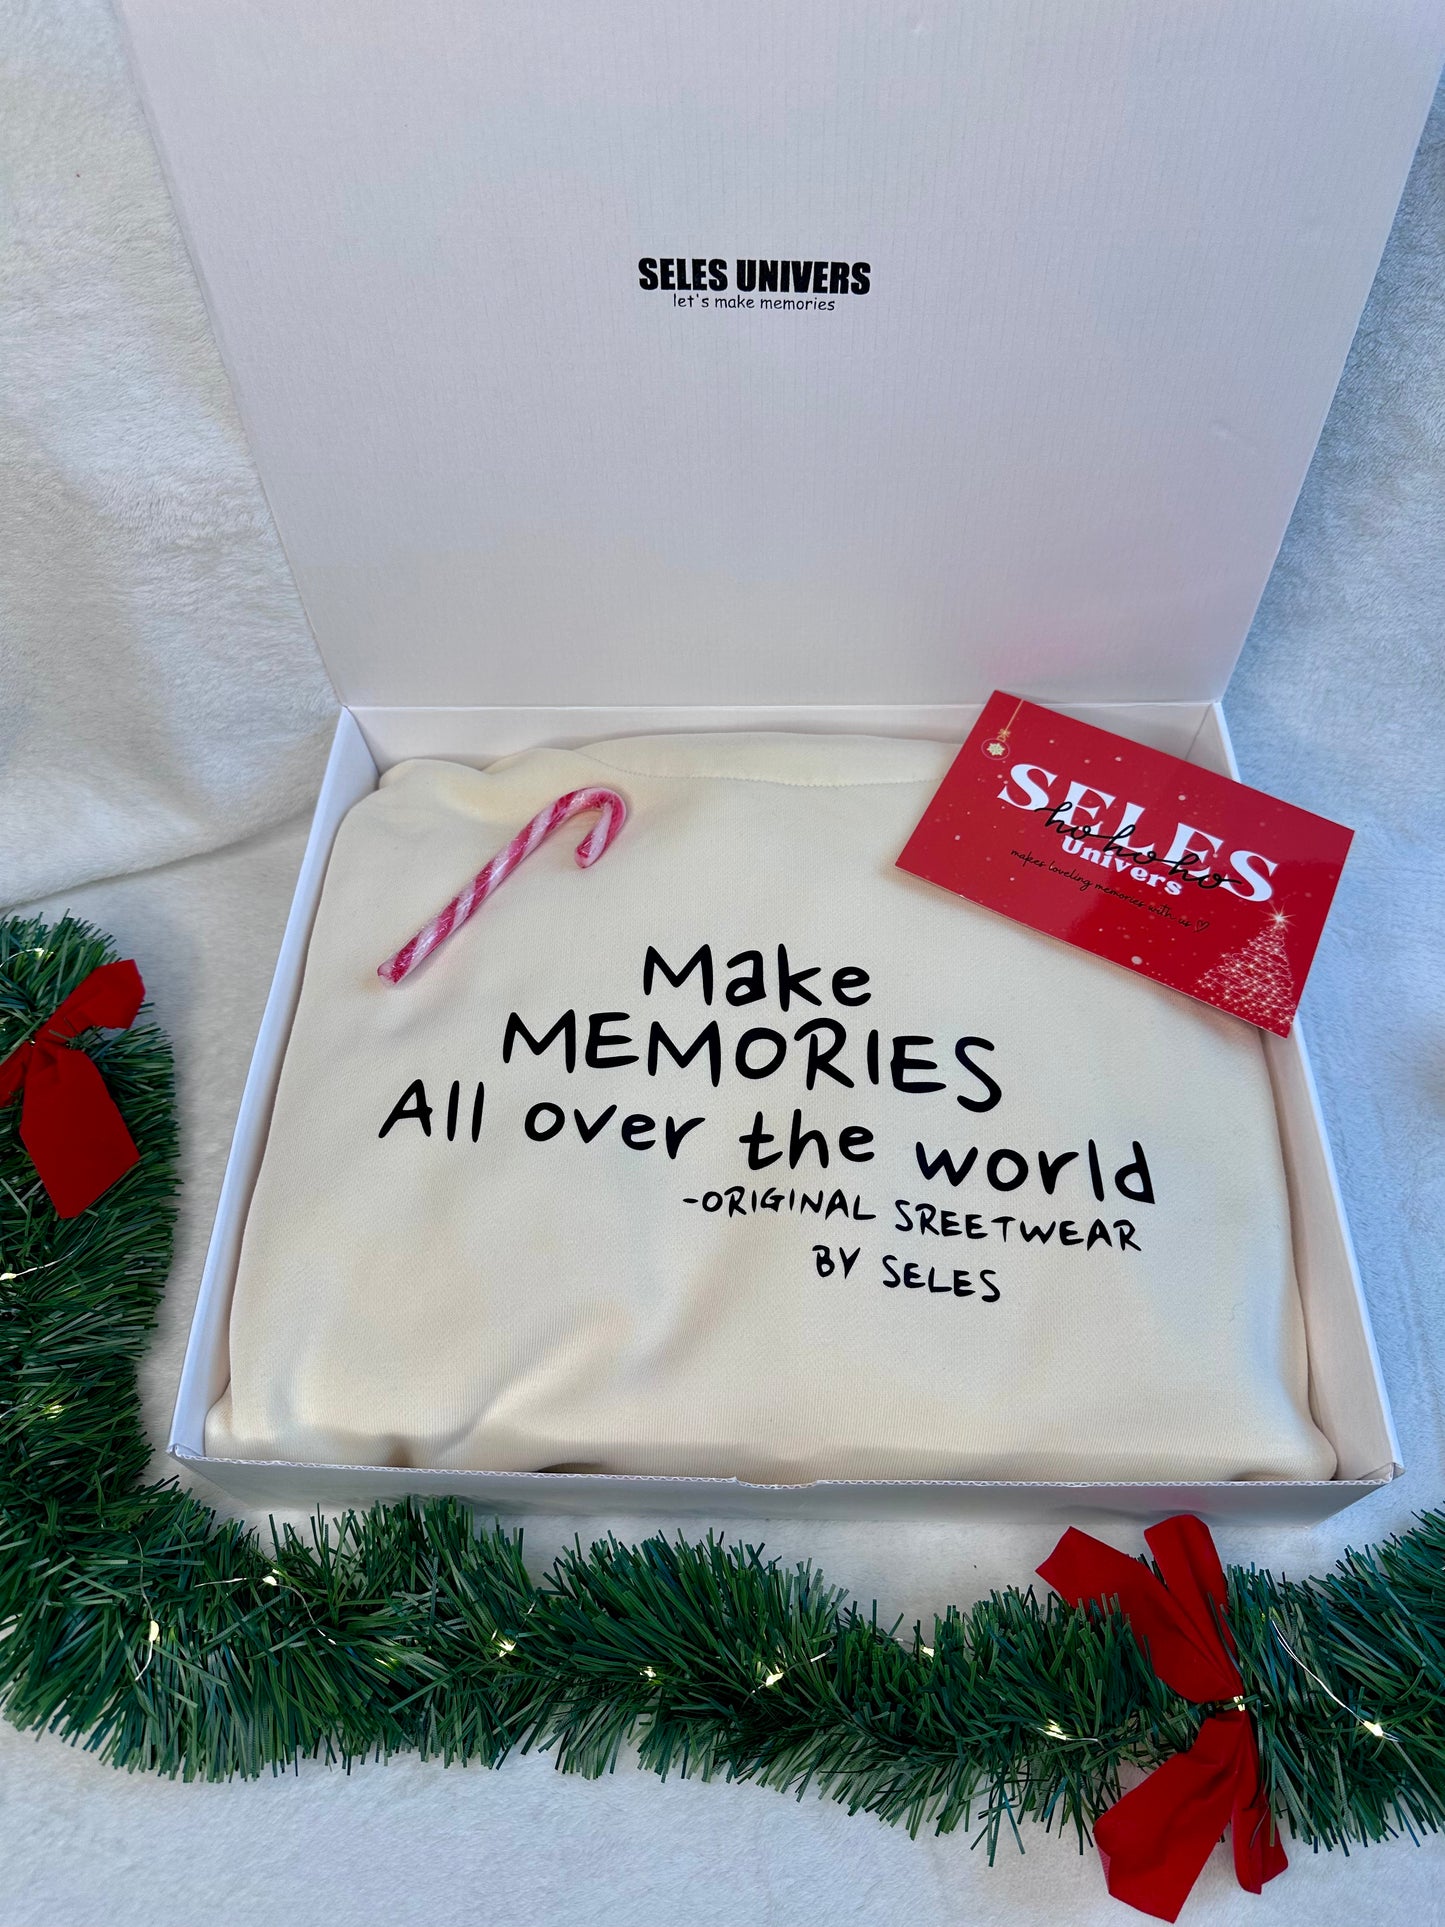 SELES UNIVERS
let's make memories
SELES
ho ho ho ho
Univers
makes loveling memories with us ♡
Make
MEMORIES
All over the world
-ORIGINAL SREETWEAR
BY SELES